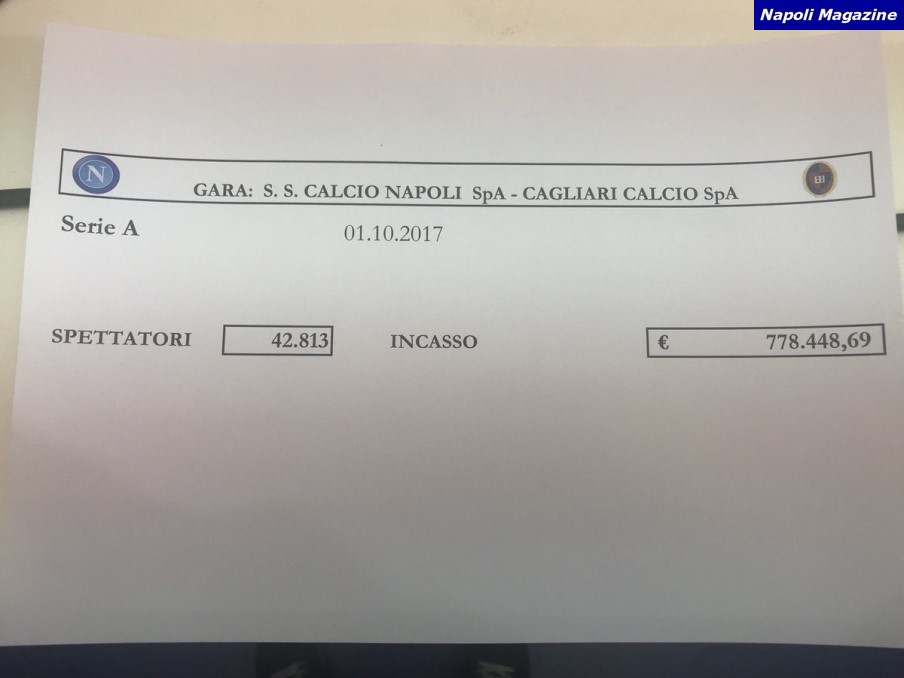 Napoli Magazine
N
GARA: S. S. CALCIO NAPOLI SpA - CAGLIARI CALCIO SpA
Serie A
01.10.2017
SPETTATORI 42.813 INCASSO € 778.448,69